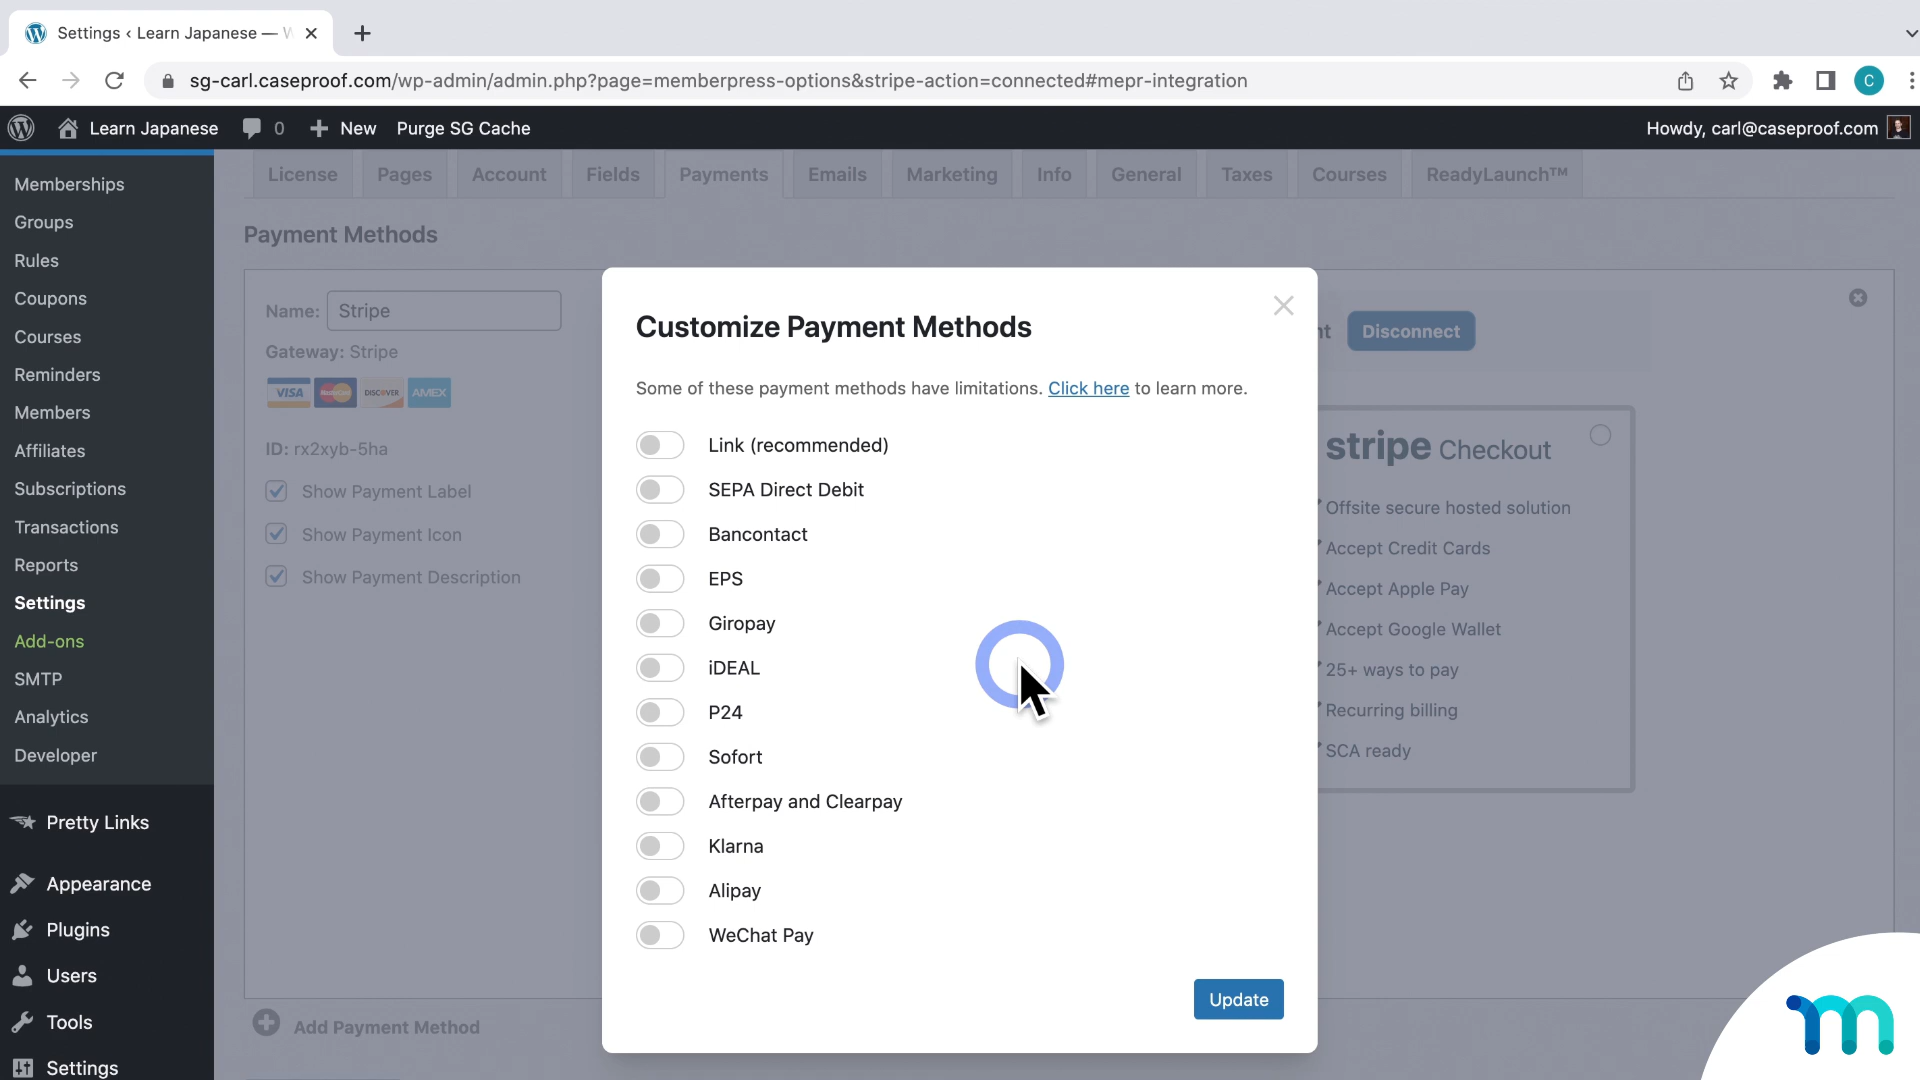 Settings ‹ Learn Japanese —
sg-carl.caseproof.com/wp-admin/admin.php?page=memberpress-options&stripe-action=connected#mepr-integration
C
Learn Japanese
0
New
Purge SG Cache
Howdy, carl@caseproof.com
Memberships
Groups
Rules
Coupons
Courses
Reminders
Members
Affiliates
Subscriptions
Transactions
Reports
Settings
Add-ons
SMTP
Analytics
Developer
Pretty Links
Appearance
Plugins
Users
Tools
Settings
License
Pages
Account
Fields
Payments
Emails
Marketing
Info
General
Taxes
Courses
ReadyLaunch™
Payment Methods
Name: Stripe
Gateway: Stripe
VISA MasterCard DISCOVER AMEX
ID: rx2xyb-5ha
Show Payment Label
Show Payment Icon
Show Payment Description
Add Payment Method
Customize Payment Methods
Some of these payment methods have limitations. Click here to learn more.
Link (recommended)
SEPA Direct Debit
Bancontact
EPS
Giropay
iDEAL
P24
Sofort
Afterpay and Clearpay
Klarna
Alipay
WeChat Pay
Update
Disconnect
stripe Checkout
Offsite secure hosted solution
Accept Credit Cards
Accept Apple Pay
Accept Google Wallet
25+ ways to pay
Recurring billing
SCA ready
m